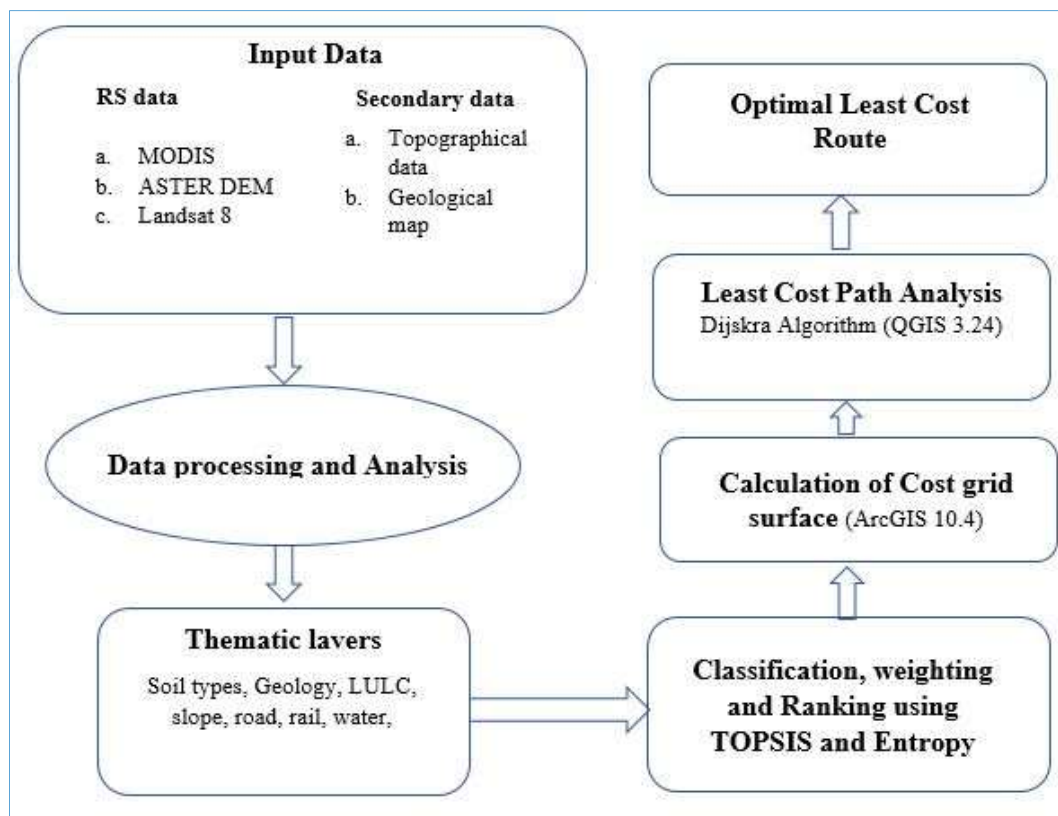 Input Data
RS data
a. MODIS
b. ASTER DEM
c. Landsat 8
Secondary data
a. Topographical
data
b. Geological
map
Data processing and Analysis
Thematic layers
Soil types, Geology, LULC,
slope, road, rail, water,
Classification, weighting
and Ranking using
TOPSIS and Entropy
Calculation of Cost grid
surface (ArcGIS 10.4)
Least Cost Path Analysis
Dijskra Algorithm (QGIS 3.24)
Optimal Least Cost
Route